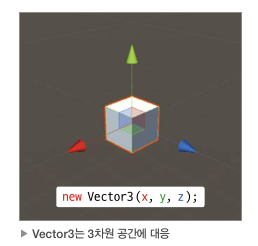 new Vector3(x, y, z);
▶ Vector3는 3차원 공간에 대응